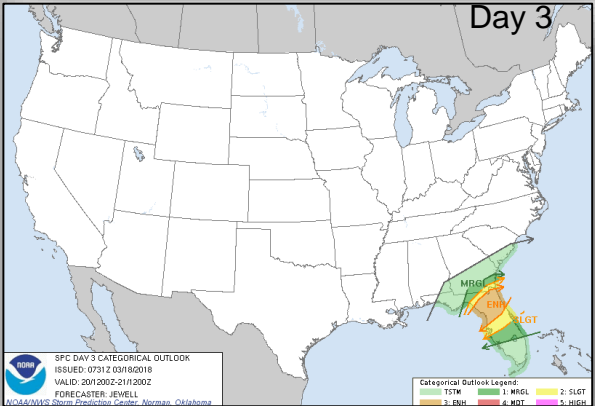 Day 3
MRGL
ENH
SLGT
NOAA
SPC DAY 3 CATEGORICAL OUTLOOK
ISSUED: 0731Z 03/18/2018
VALID: 20/1200Z-21/1200Z
FORECASTER: JEWELL
NOAA/NWS Storm Prediction Center, Norman, Oklahoma
Categorical Outlook Legend:
TSTM 1: MRGL 2: SLGT
3: ENH 4: MDT 5: HIGH